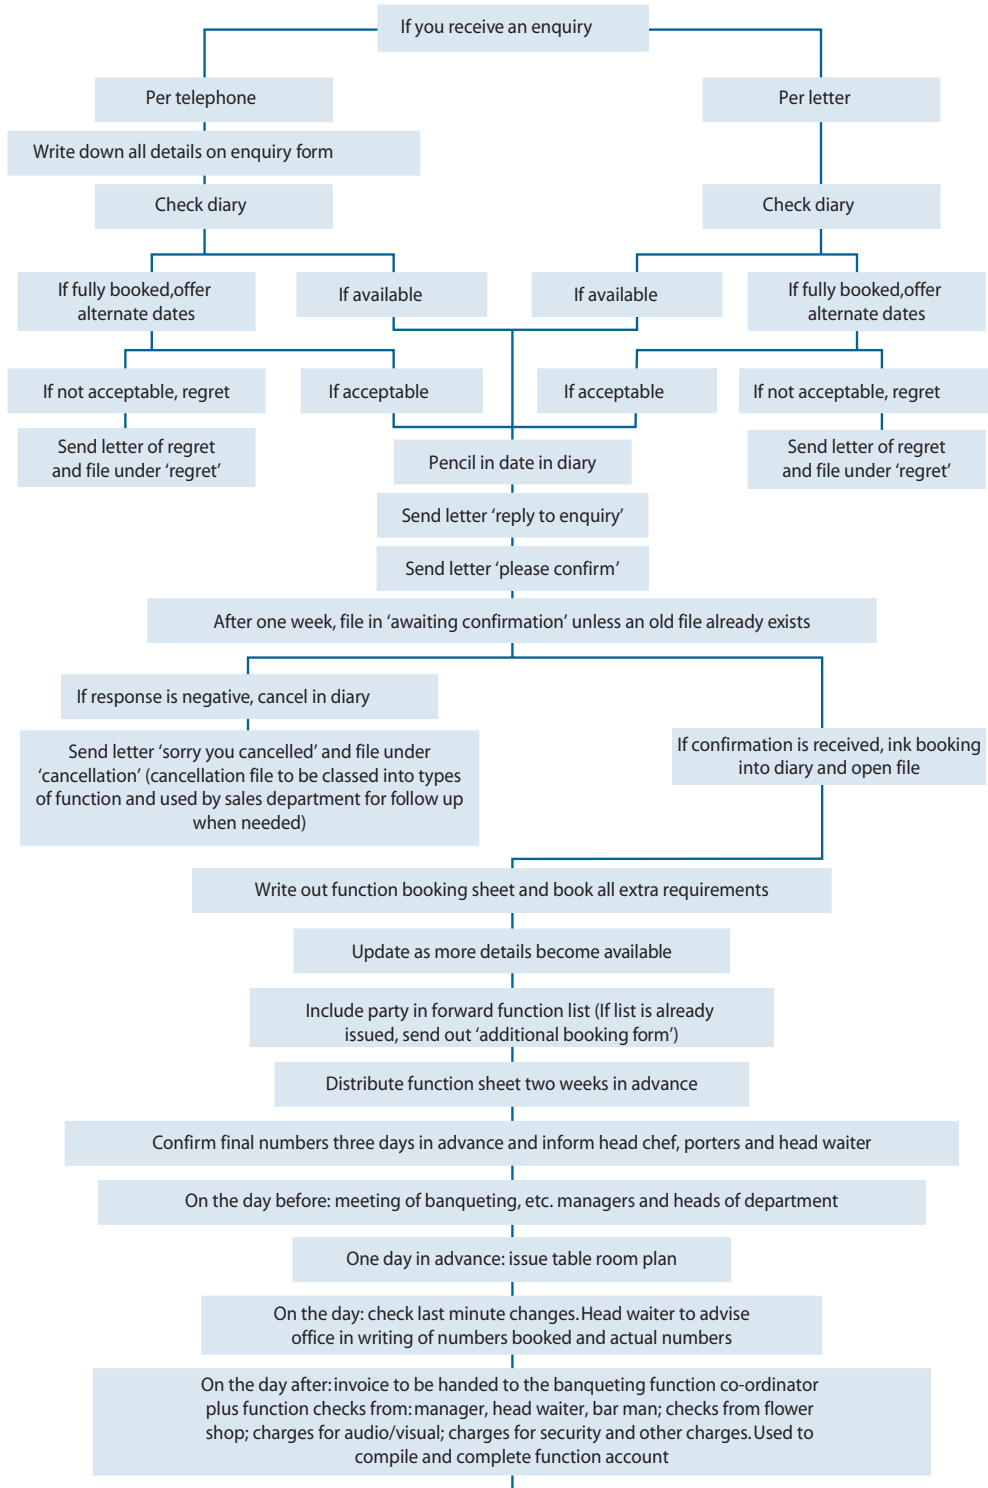 If you receive an enquiry
Per telephone
Per letter
Write down all details on enquiry form
Check diary
Check diary
If fully booked,offer
alternate dates
If available
If available
If fully booked,offer
alternate dates
If not acceptable, regret
If acceptable
If acceptable
If not acceptable, regret
Send letter of regret
and file under ‘regret’
Send letter of regret
and file under ‘regret’
Pencil in date in diary
Send letter ‘reply to enquiry’
Send letter ‘please confirm’
After one week, file in ‘awaiting confirmation’ unless an old file already exists
If response is negative, cancel in diary
Send letter ‘sorry you cancelled’ and file under
‘cancellation’ (cancellation file to be classed into types
of function and used by sales department for follow up
when needed)
If confirmation is received, ink booking
into diary and open file
Write out function booking sheet and book all extra requirements
Update as more details become available
Include party in forward function list (If list is already
issued, send out ‘additional booking form’)
Distribute function sheet two weeks in advance
Confirm final numbers three days in advance and inform head chef, porters and head waiter
On the day before: meeting of banqueting, etc. managers and heads of department
One day in advance: issue table room plan
On the day: check last minute changes. Head waiter to advise
office in writing of numbers booked and actual numbers
On the day after: invoice to be handed to the banqueting function co-ordinator
plus function checks from: manager, head waiter, bar man; checks from flower
shop; charges for audio/visual; charges for security and other charges. Used to
compile and complete function account